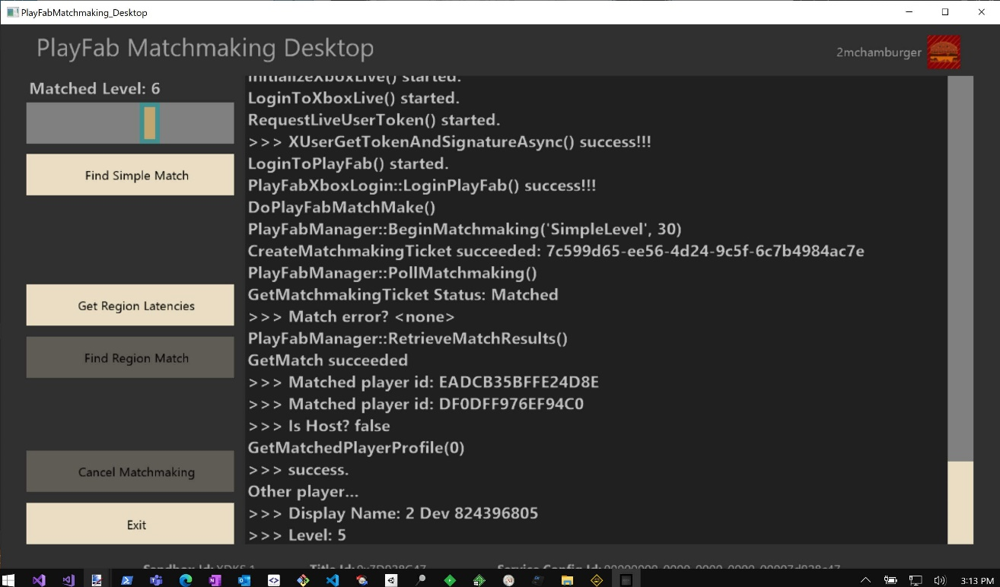 PlayFabMatchmaking_Desktop
PlayFab Matchmaking Desktop
2mchamburger
Matched Level: 6
Find Simple Match
Get Region Latencies
Find Region Match
Cancel Matchmaking
Exit
InitializeXboxLive() started.
LoginToXboxLive() started.
RequestLiveUserToken() started.
>>> XUserGetTokenAndSignatureAsync() success!!!
LoginToPlayFab() started.
PlayFabXboxLogin::LoginPlayFab() success!!!
DoPlayFabMatchMake()
PlayFabManager::BeginMatchmaking('SimpleLevel', 30)
CreateMatchmakingTicket succeeded: 7c599d65-ee56-4d24-9c5f-6c7b4984ac7e
PlayFabManager::PollMatchmaking()
GetMatchmakingTicket Status: Matched
>>> Match error? <none>
PlayFabManager::RetrieveMatchResults()
GetMatch succeeded
>>> Matched player id: EADCB35BFFE24D8E
>>> Matched player id: DF0DFF976EF94C0
>>> Is Host? false
GetMatchedPlayerProfile(0)
>>> success.
Other player...
>>> Display Name: 2 Dev 824396805
>>> Level: 5
Sandbox Id: XDKS.1 Title Id: Service Config Id:
3:13 PM